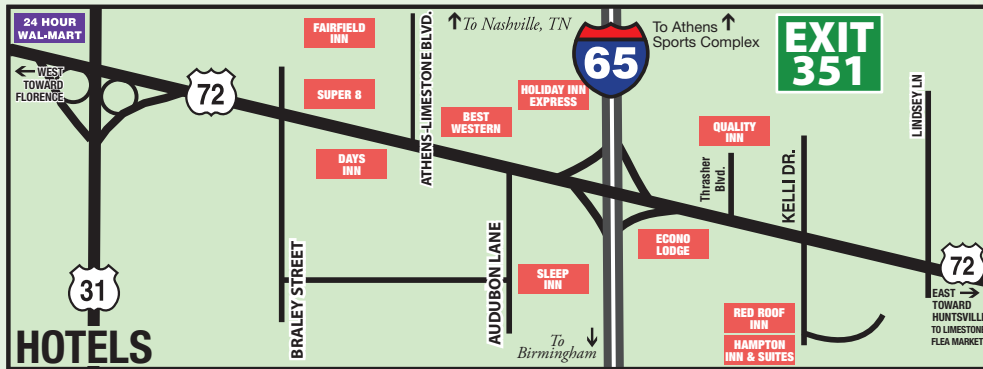 24 HOUR
WAL-MART
WEST
TOWARD
FLORENCE
72
31
HOTELS
FAIRFIELD
INN
SUPER 8
DAYS
INN
BRALEY STREET
ATHENS-LIMESTONE BLVD.
To Nashville, TN
BEST
WESTERN
HOLIDAY INN
EXPRESS
AUDUBON LANE
SLEEP
INN
To
Birmingham
65
To Athens
Sports Complex
EXIT
351
QUALITY
INN
Thrasher
Blvd.
KELLI DR.
LINDSEY LN
ECONO
LODGE
RED ROOF
INN
HAMPTON
INN & SUITES
72
EAST
TOWARD
HUNTSVILLE
TO LIMESTONE
FLEA MARKET